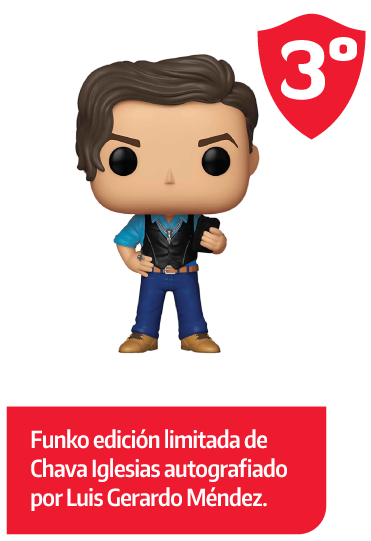 3º
Funko edición limitada de
Chava Iglesias autografiado
por Luis Gerardo Méndez.